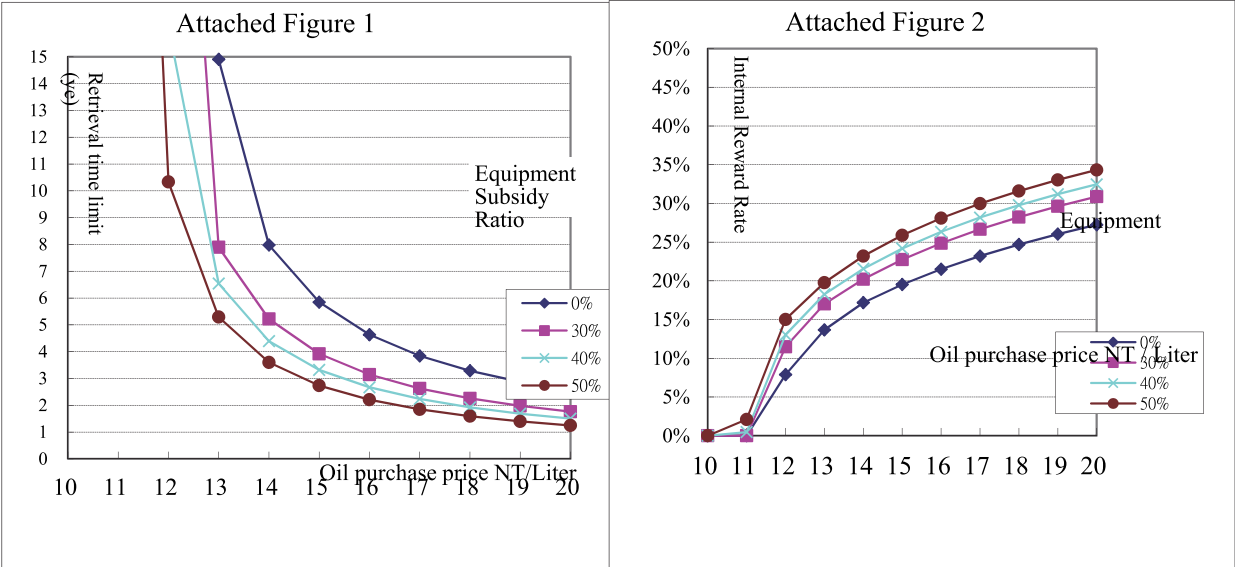 Attached Figure 1
15
14
13
12
11
10
9
8
7
6
5
4
3
2
1
0
Retrieval time limit
(ye)
Equipment
Subsidy
Ratio
0%
30%
40%
50%
Oil purchase price NT/Liter
10 11 12 13 14 15 16 17 18 19 20
Attached Figure 2
50%
45%
40%
35%
30%
25%
20%
15%
10%
5%
0%
Internal Reward Rate
Equipment
Oil purchase price NT / Liter
0%
30%
40%
50%
10 11 12 13 14 15 16 17 18 19 20